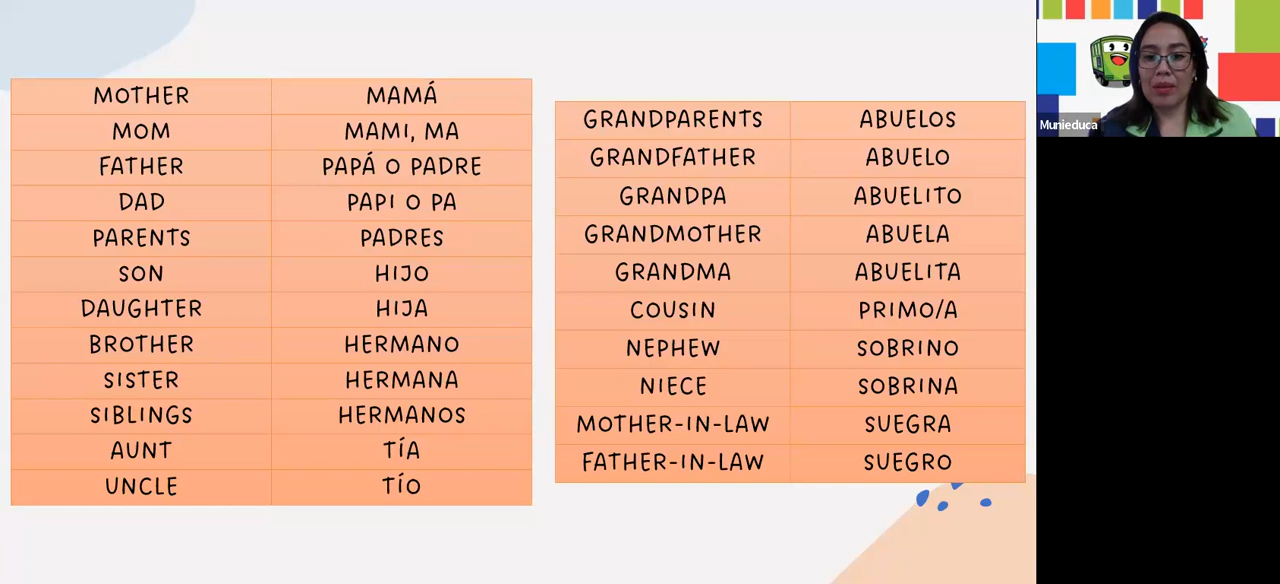 MOTHER MAMÁ
MOM MAMI, MA
FATHER PAPÁ O PADRE
DAD PAPI O PA
PARENTS PADRES
SON HIJO
DAUGHTER HIJA
BROTHER HERMANO
SISTER HERMANA
SIBLINGS HERMANOS
AUNT TÍA
UNCLE TÍO
GRANDPARENTS ABUELOS
GRANDFATHER ABUELO
GRANDPA ABUELITO
GRANDMOTHER ABUELA
GRANDMA ABUELITA
COUSIN PRIMO/A
NEPHEW SOBRINO
NIECE SOBRINA
MOTHER-IN-LAW SUEGRA
FATHER-IN-LAW SUEGRO
Munieduca